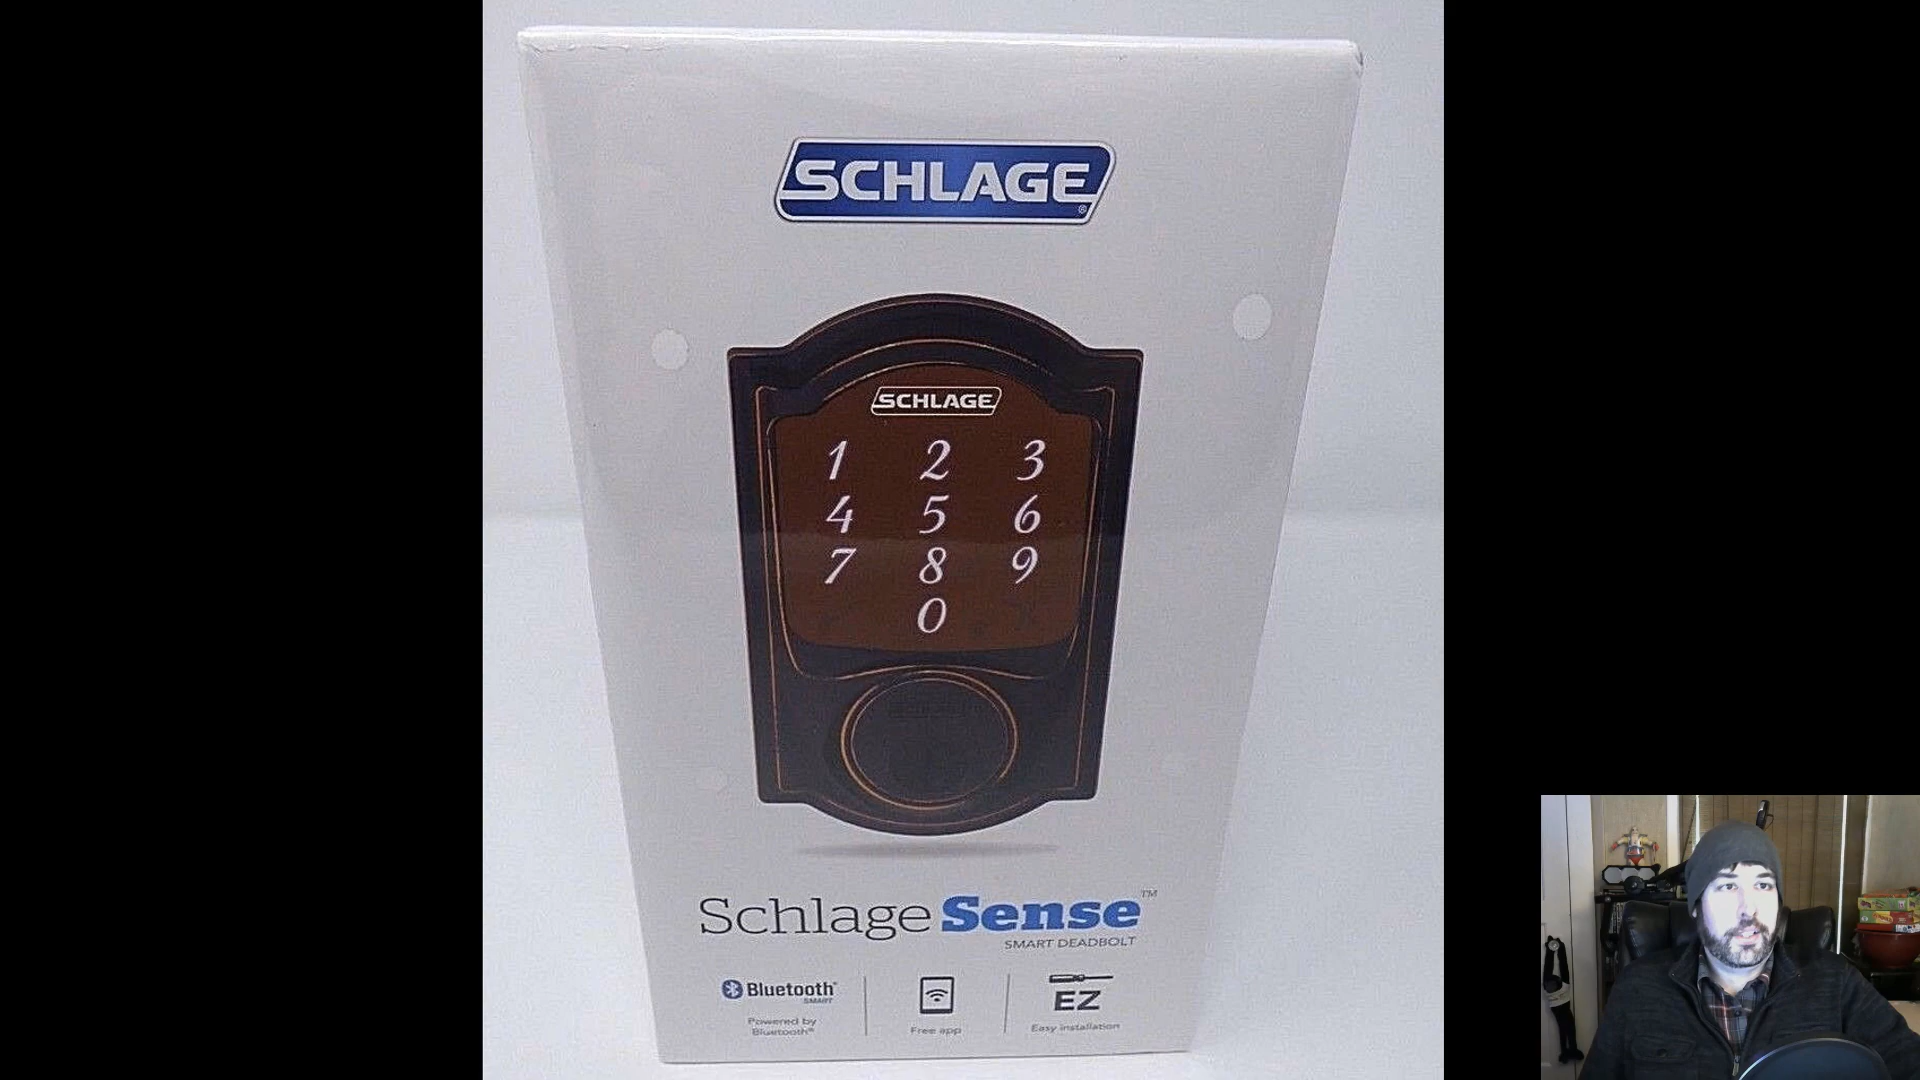 SCHLAGE®
SCHLAGE
1 2 3
4 5 6
7 8 9
0
Schlage Sense™
SMART DEADBOLT
Bluetooth®
SMART
Powered by
Bluetooth®
Free app
EZ
Easy installation